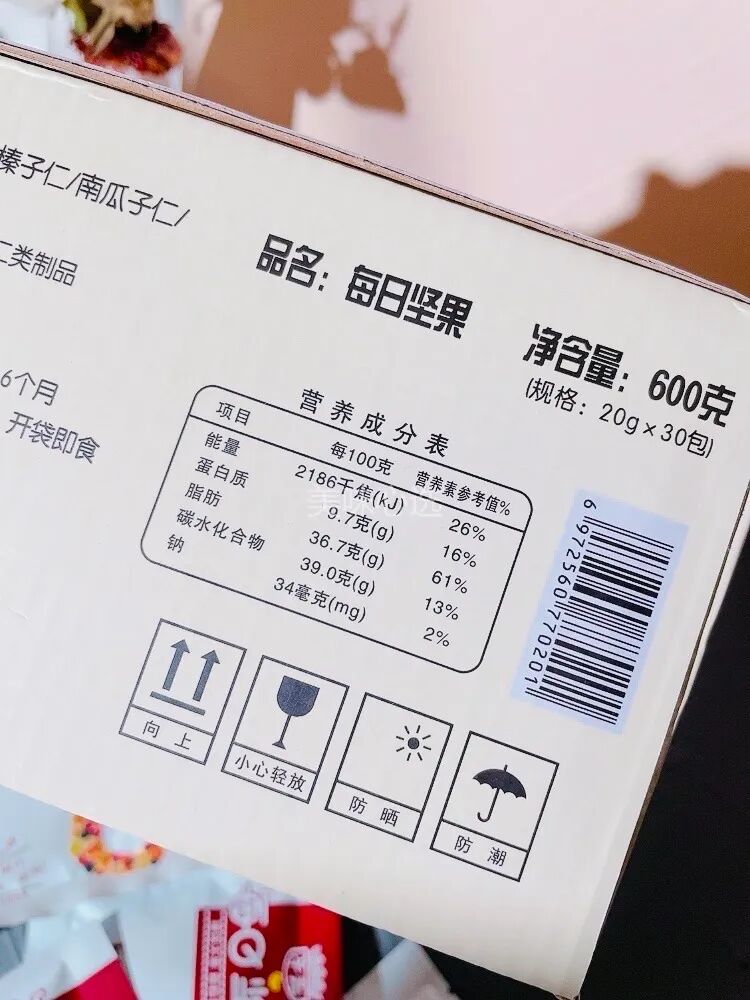 榛子仁/南瓜子仁/
二类制品
6个月
开袋即食
品名：每日坚果
净含量：600克
(规格：20g×30包)
营养成分表
项目 每100克 营养素参考值%
能量 2186千焦(kJ) 26%
蛋白质 9.7克(g) 16%
脂肪 36.7克(g) 61%
碳水化合物 39.0克(g) 13%
钠 34毫克(mg) 2%
6972560770201
向上
小心轻放
防晒
防潮